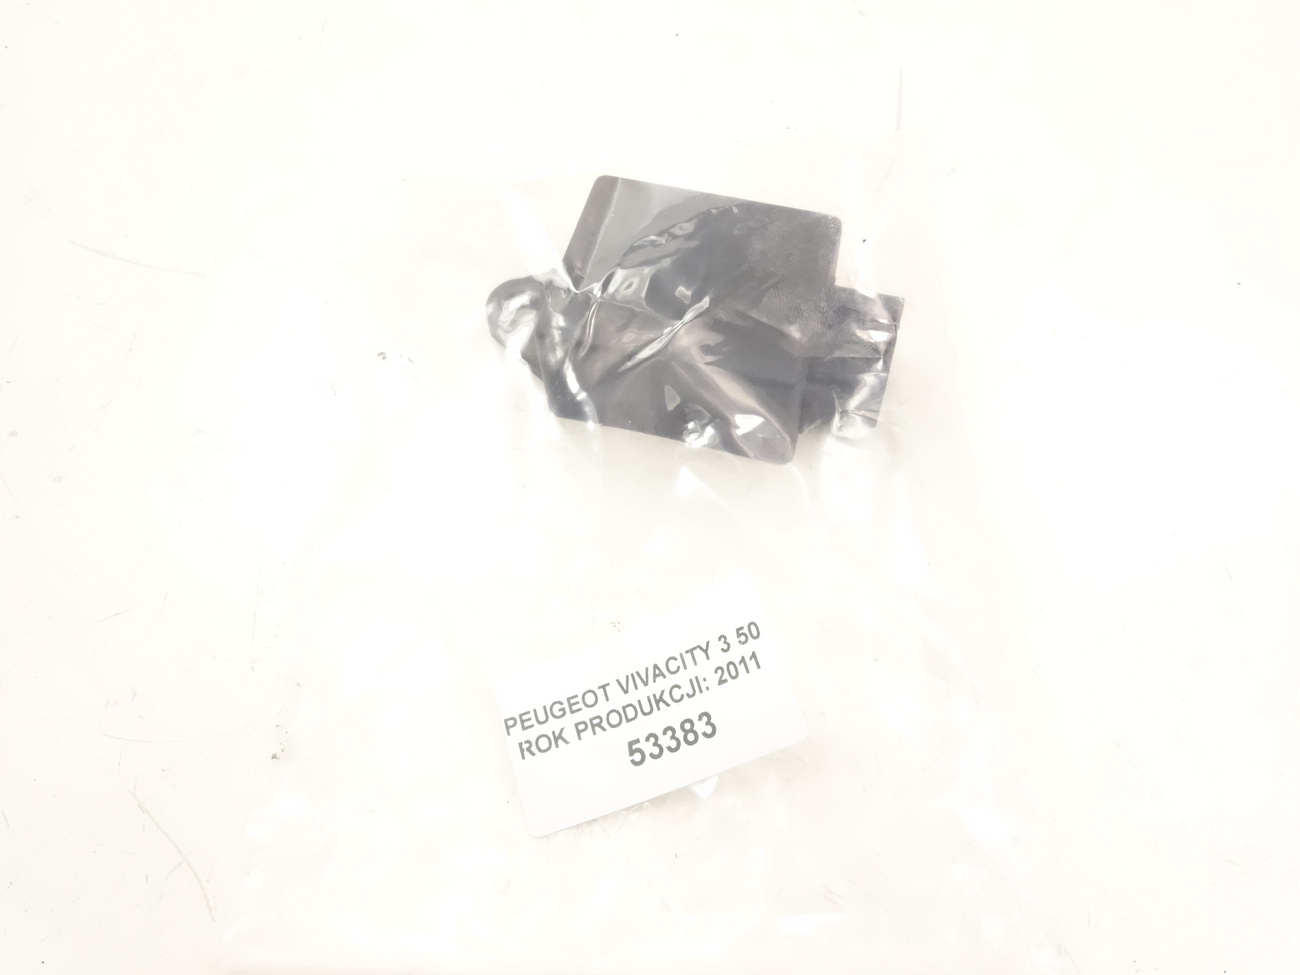 PEUGEOT VIVACITY 3 50
ROK PRODUKCJI: 2011
53383